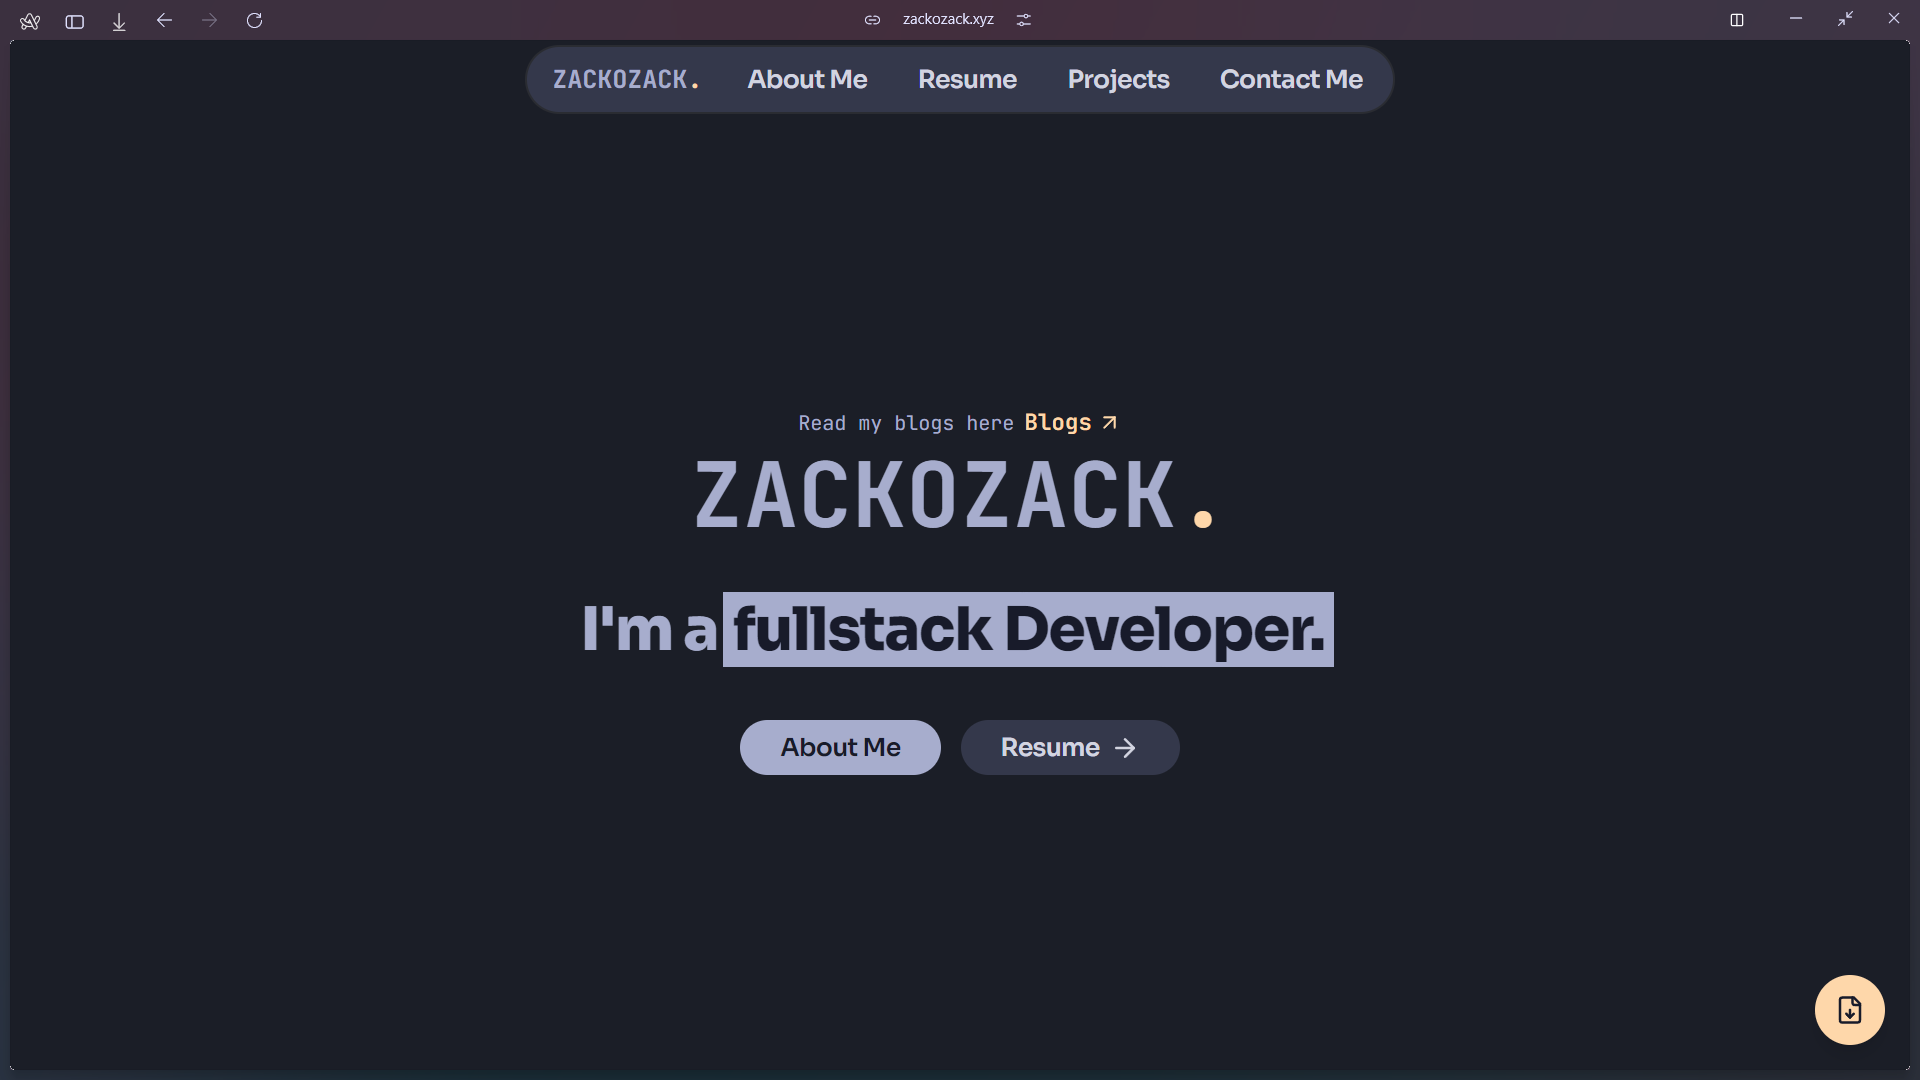 zackozack.xyz
ZACKOZACK. About Me Resume Projects Contact Me
Read my blogs here Blogs
ZACKOZACK.
I'm a fullstack Developer.
About Me Resume